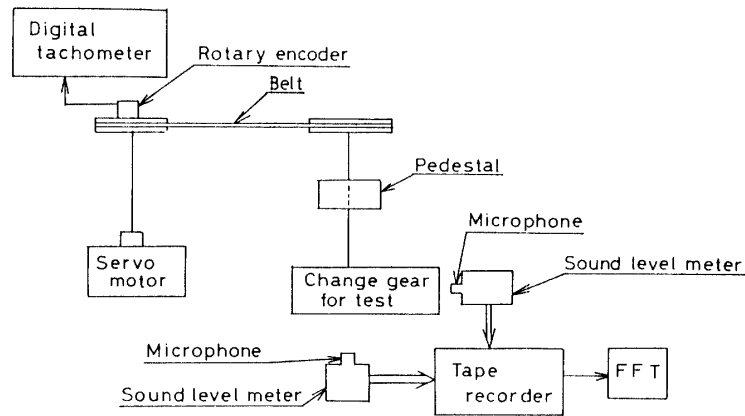 Digital
tachometer
Rotary encoder
Belt
Pedestal
Microphone
Sound level meter
Servo
motor
Change gear
for test
Microphone
Sound level meter
Tape
recorder
FFT